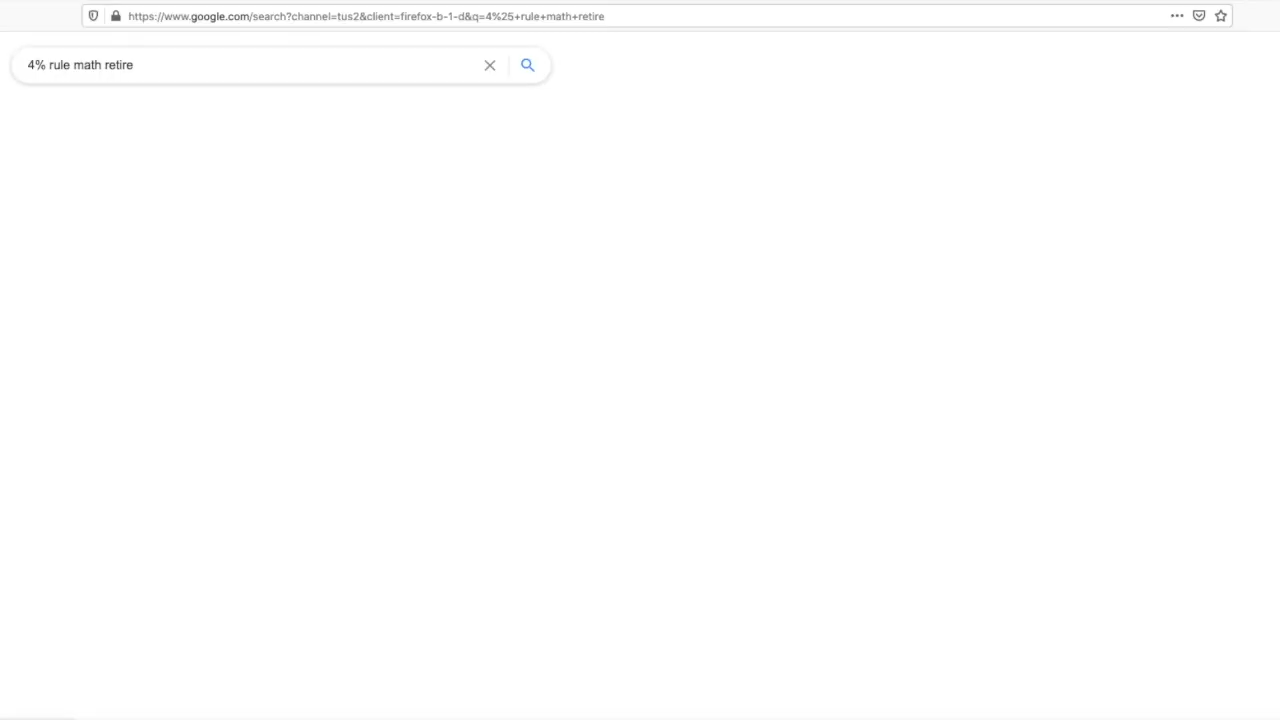 https://www.google.com/search?channel=tus2&client=firefox-b-1-d&q=4%25+rule+math+retire
4% rule math retire